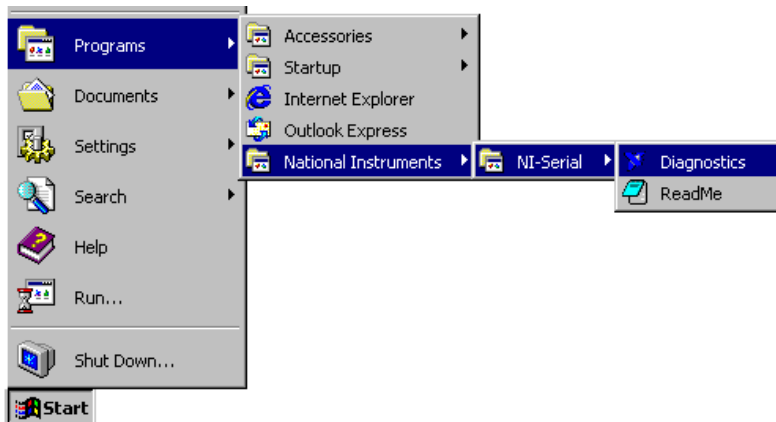 Programs
Documents
Settings
Search
Help
Run...
Shut Down...
Start
Accessories
Startup
Internet Explorer
Outlook Express
National Instruments
NI-Serial
Diagnostics
ReadMe